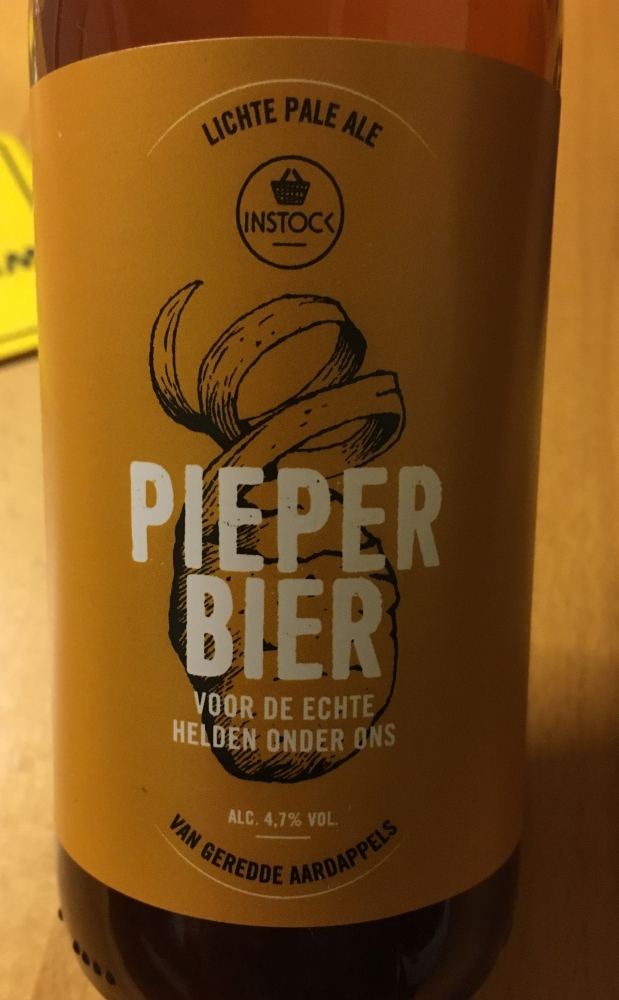 LICHTE PALE ALE
INSTOCK
PIEPER
BIER
VOOR DE ECHTE
HELDEN ONDER ONS
ALC. 4,7% VOL.
VAN GEREDDE AARDAPPELS